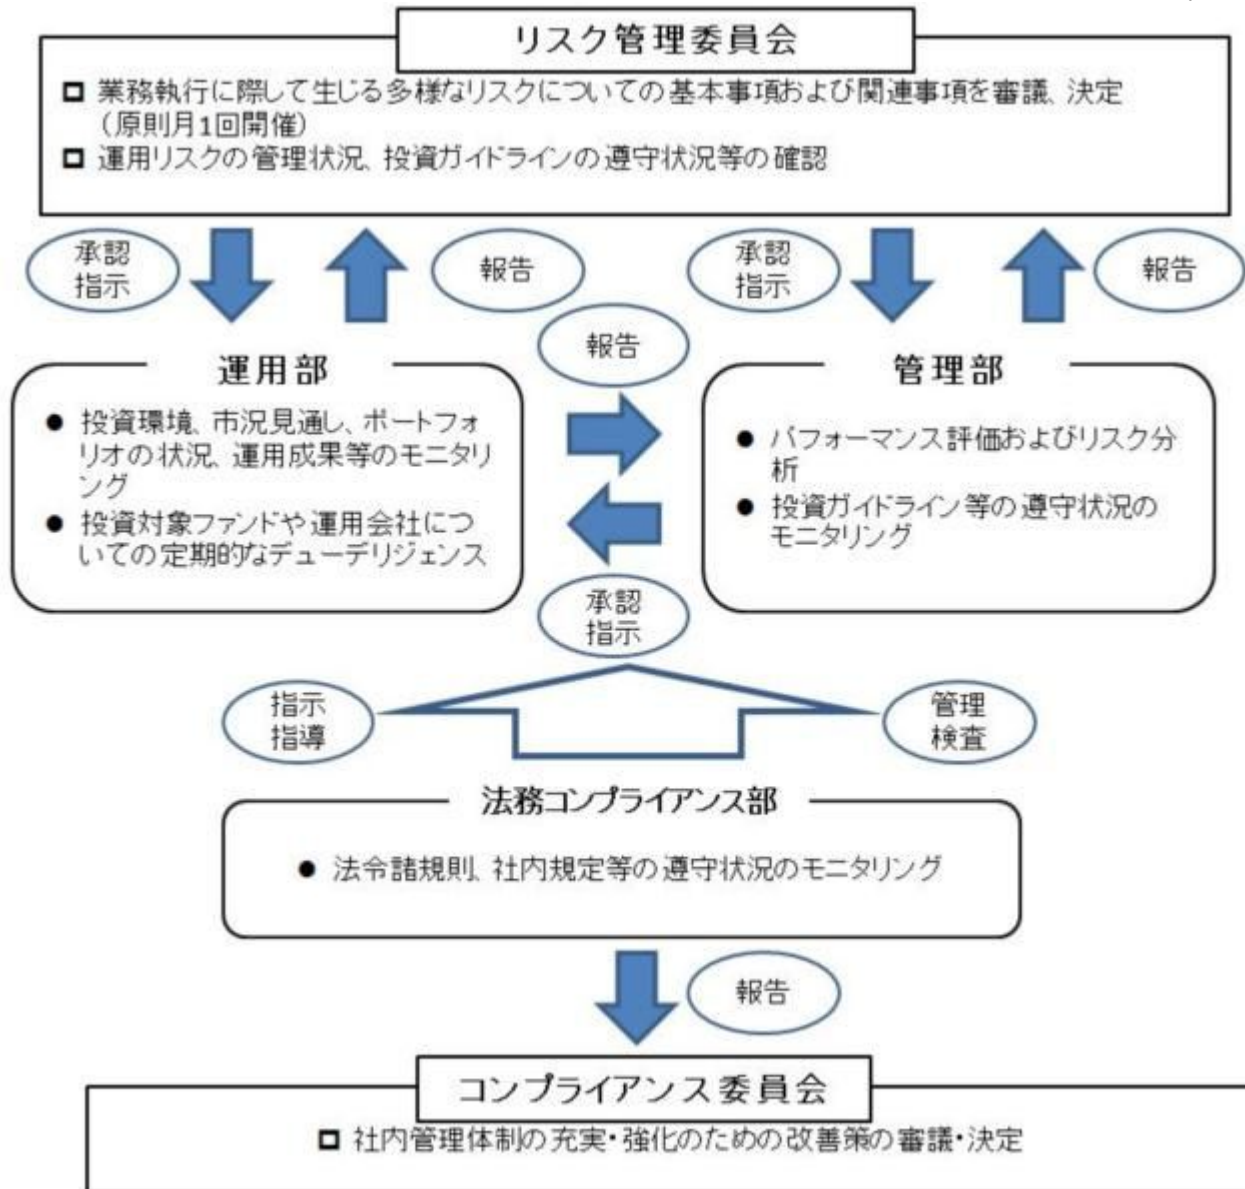 リスク管理委員会
業務執行に際して生じる多様なリスクについての基本事項および関連事項を審議、決定
（原則月1回開催）
運用リスクの管理状況、投資ガイドラインの遵守状況等の確認
承認
指示
報告
承認
指示
報告
報告
運用部
投資環境、市況見通し、ポートフォ
リオの状況、運用成果等のモニタリ
ング
投資対象ファンドや運用会社につ
いての定期的なデューデリジェンス
管理部
パフォーマンス評価およびリスク分
析
投資ガイドライン等の遵守状況の
モニタリング
承認
指示
指示
指導
管理
検査
法務コンプライアンス部
法令諸規則、社内規定等の遵守状況のモニタリング
報告
コンプライアンス委員会
社内管理体制の充実・強化のための改善策の審議・決定